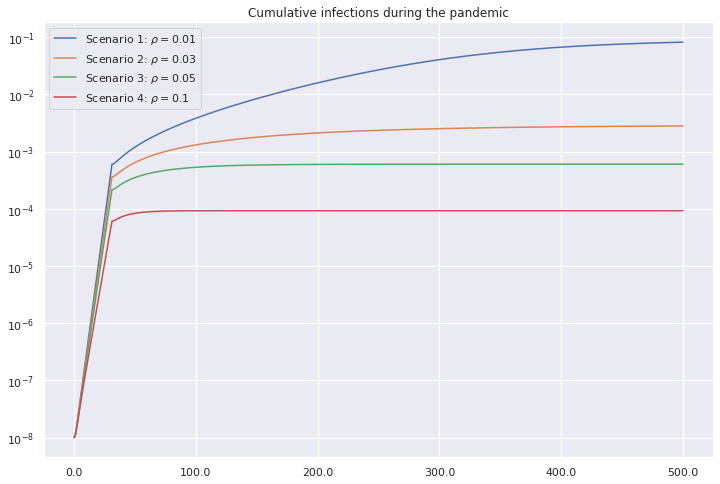 Cumulative infections during the pandemic
Scenario 1: ρ = 0.01
Scenario 2: ρ = 0.03
Scenario 3: ρ = 0.05
Scenario 4: ρ = 0.1
10⁻¹
10⁻²
10⁻³
10⁻⁴
10⁻⁵
10⁻⁶
10⁻⁷
10⁻⁸
0.0 100.0 200.0 300.0 400.0 500.0